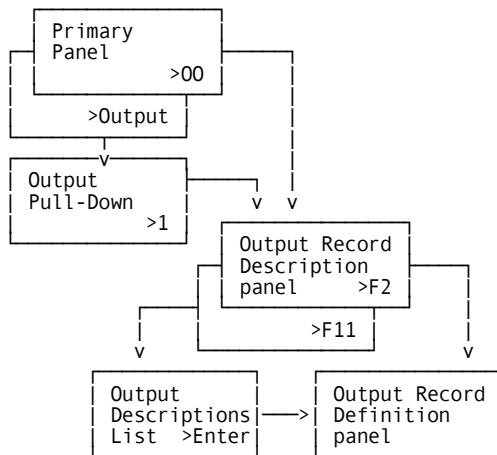 Primary
Panel
>OO
>Output
Output
Pull-Down
>1
Output Record
Description
panel >F2
>F11
Output
Descriptions
List >Enter
Output Record
Definition
panel